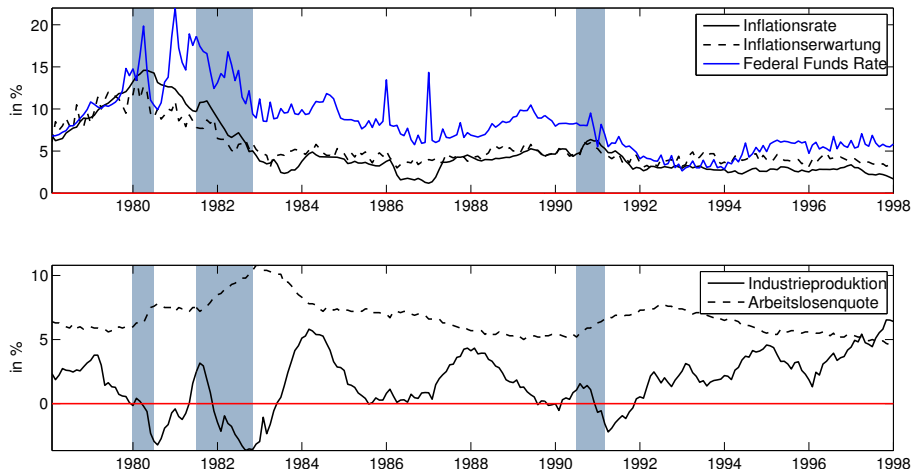 20
15
10
5
0
in %
Inflationsrate
Inflationserwartung
Federal Funds Rate
1980 1982 1984 1986 1988 1990 1992 1994 1996 1998
10
5
0
in %
Industrieproduktion
Arbeitslosenquote
1980 1982 1984 1986 1988 1990 1992 1994 1996 1998